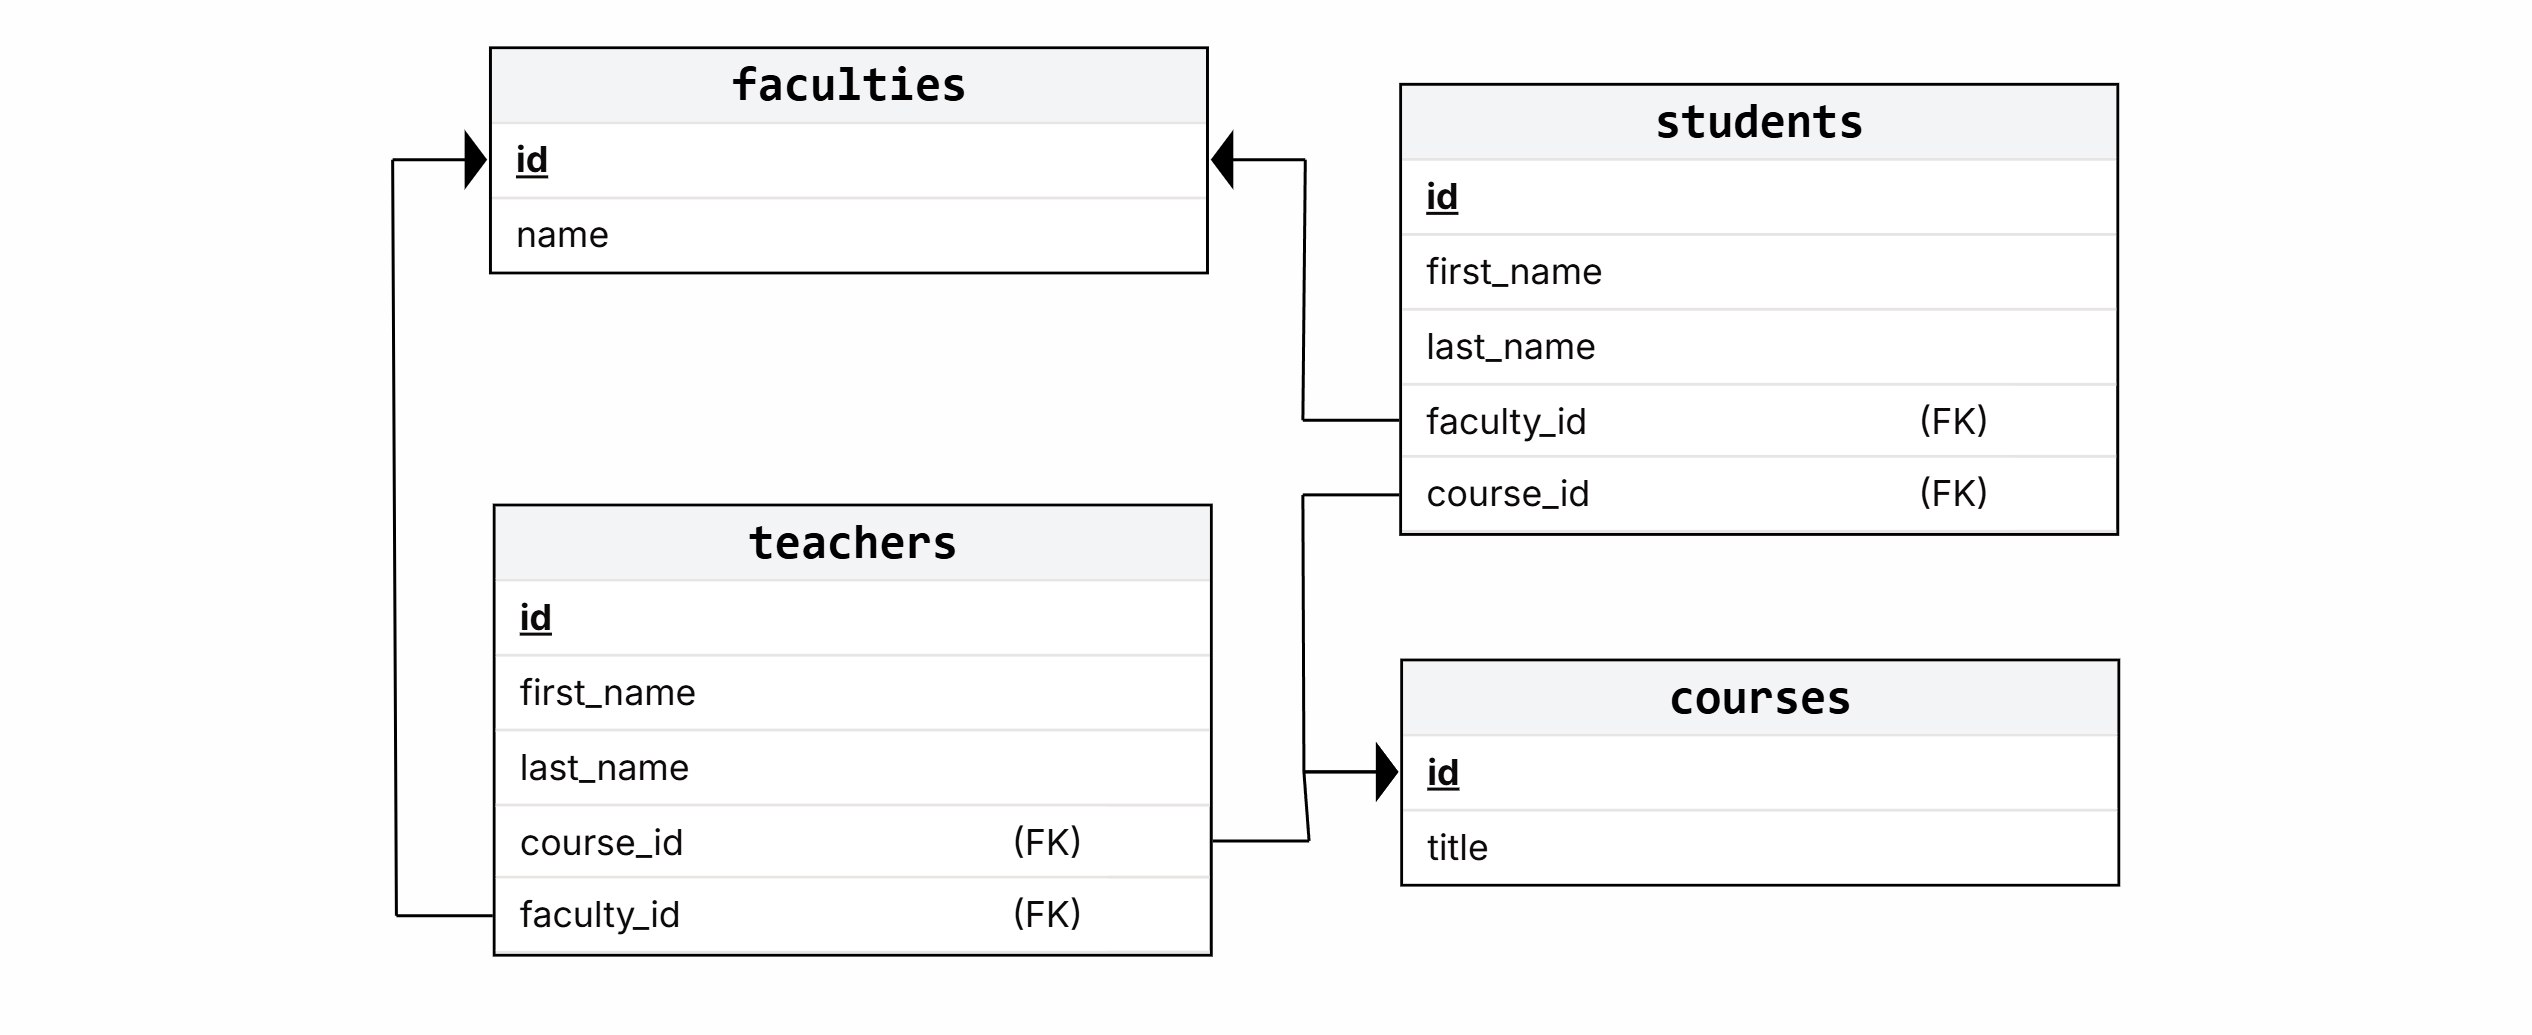 faculties
id
name
students
id
first_name
last_name
faculty_id (FK)
course_id (FK)
teachers
id
first_name
last_name
course_id (FK)
faculty_id (FK)
courses
id
title